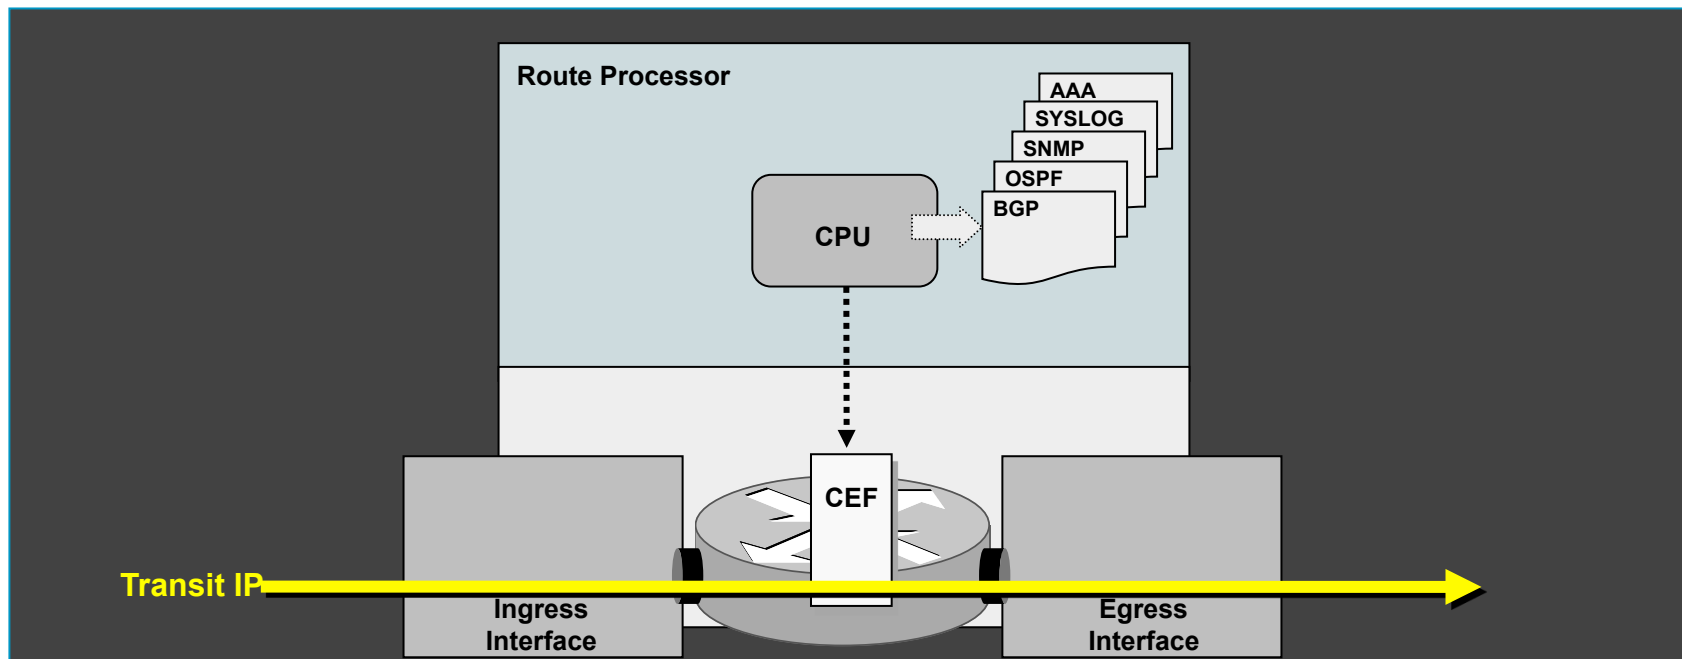 Route Processor
AAA
SYSLOG
SNMP
OSPF
BGP
CPU
CEF
Transit IP
Ingress
Interface
Egress
Interface